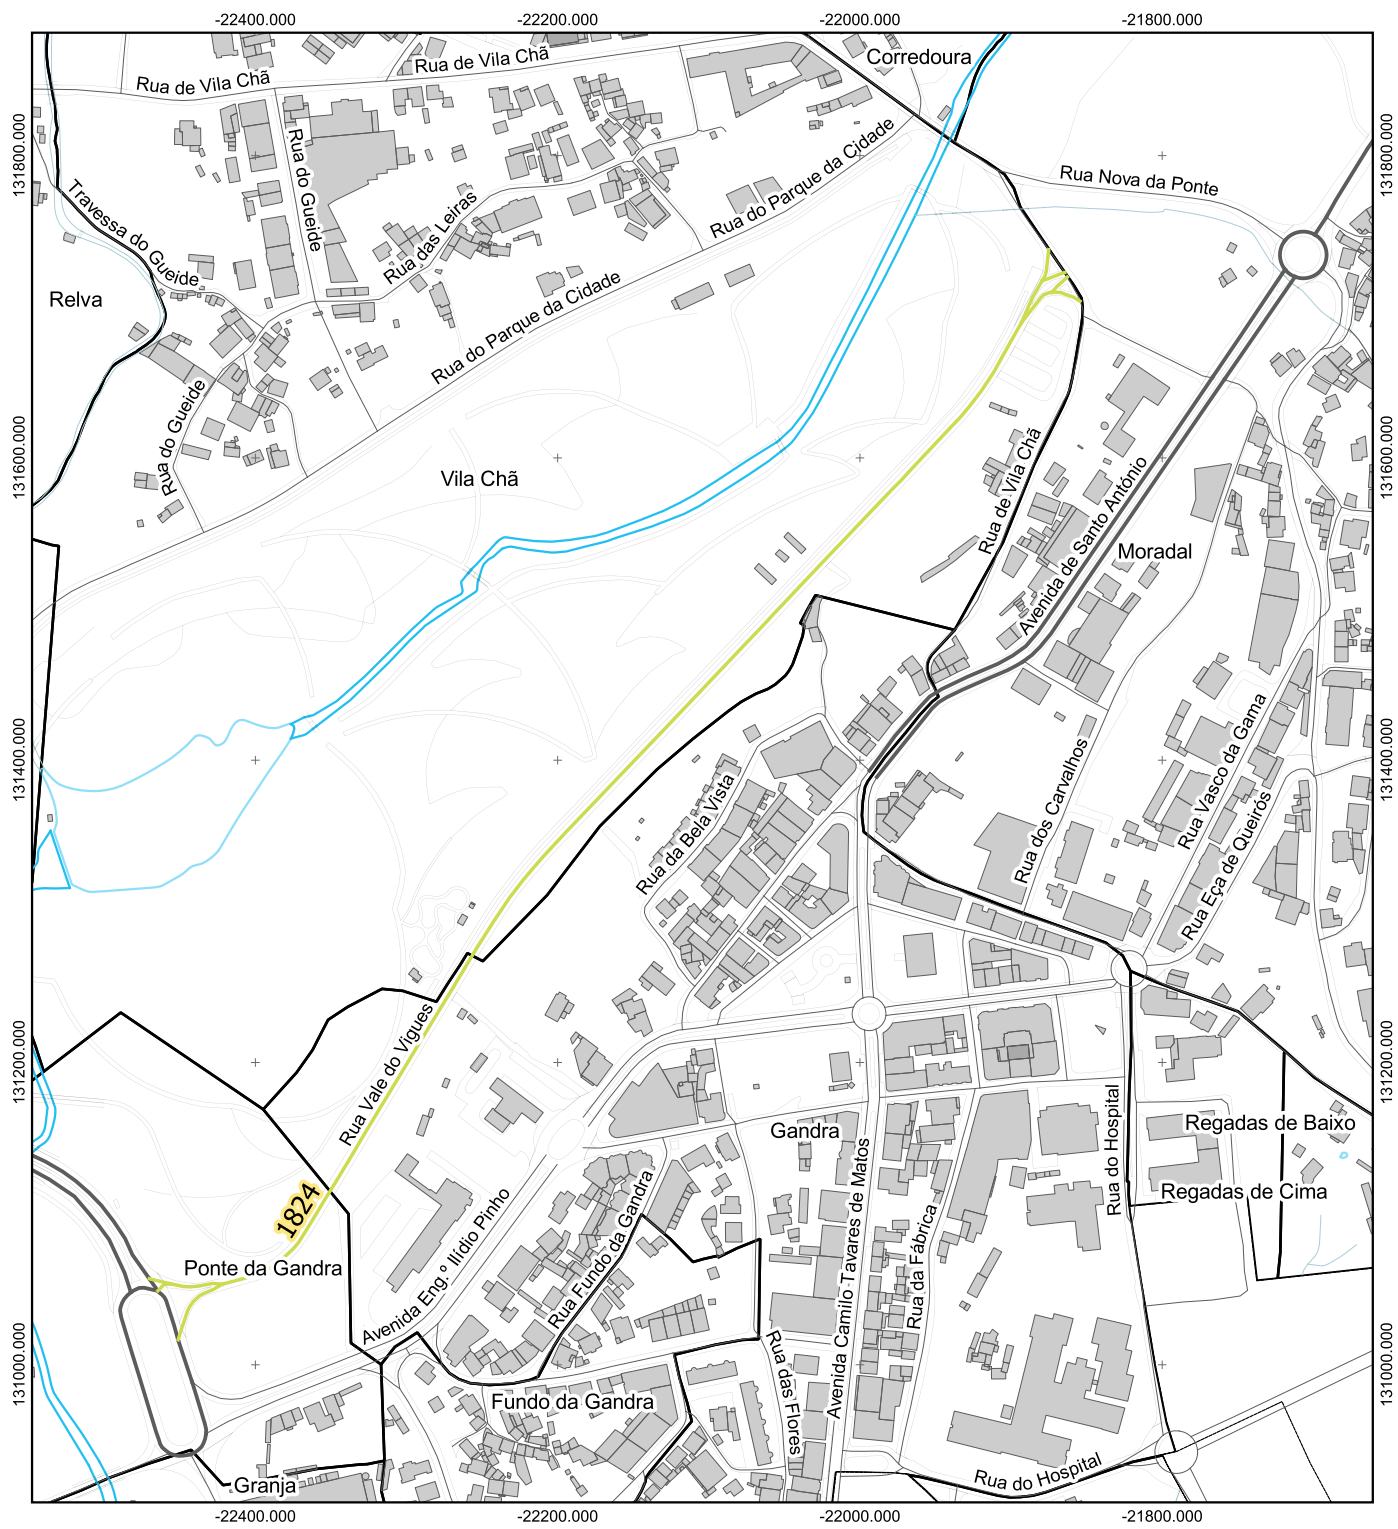 -22400.000 -22200.000 -22000.000 -21800.000
Corredoura
Rua de Vila Chã
Rua de Vila Chã
131800.000
131800.000
Rua do Gueide
Rua do Parque da Cidade
Rua Nova da Ponte
Travessa do Gueide
Rua das Leiras
Relva
Rua do Parque da Cidade
Rua do Gueide
131600.000
131600.000
Vila Chã
Rua de Vila Chã
Avenida de Santo António
Moradal
131400.000
131400.000
Rua da Bela Vista
Rua dos Carvalhos
Rua Vasco da Gama
Rua Eça de Queirós
131200.000
131200.000
Rua Vale do Vigues
Gandra
Rua do Hospital
Regadas de Baixo
Regadas de Cima
1824
Ponte da Gandra
Avenida Eng.º Ilídio Pinho
Rua Fundo da Gandra
Avenida Camilo Tavares de Matos
Rua da Fábrica
131000.000
131000.000
Rua das Flores
Fundo da Gandra
Granja
Rua do Hospital
-22400.000 -22200.000 -22000.000 -21800.000